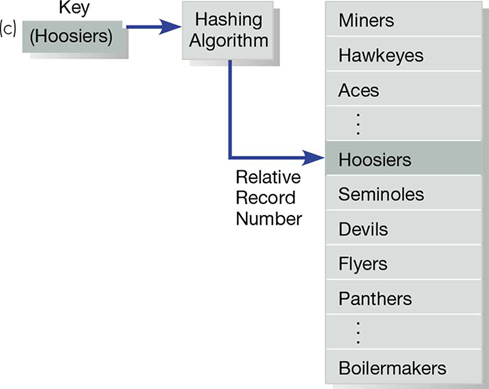 Key
(c)
(Hoosiers)
Hashing
Algorithm
Relative
Record
Number
Miners
Hawkeyes
Aces
⋮
Hoosiers
Seminoles
Devils
Flyers
Panthers
⋮
Boilermakers